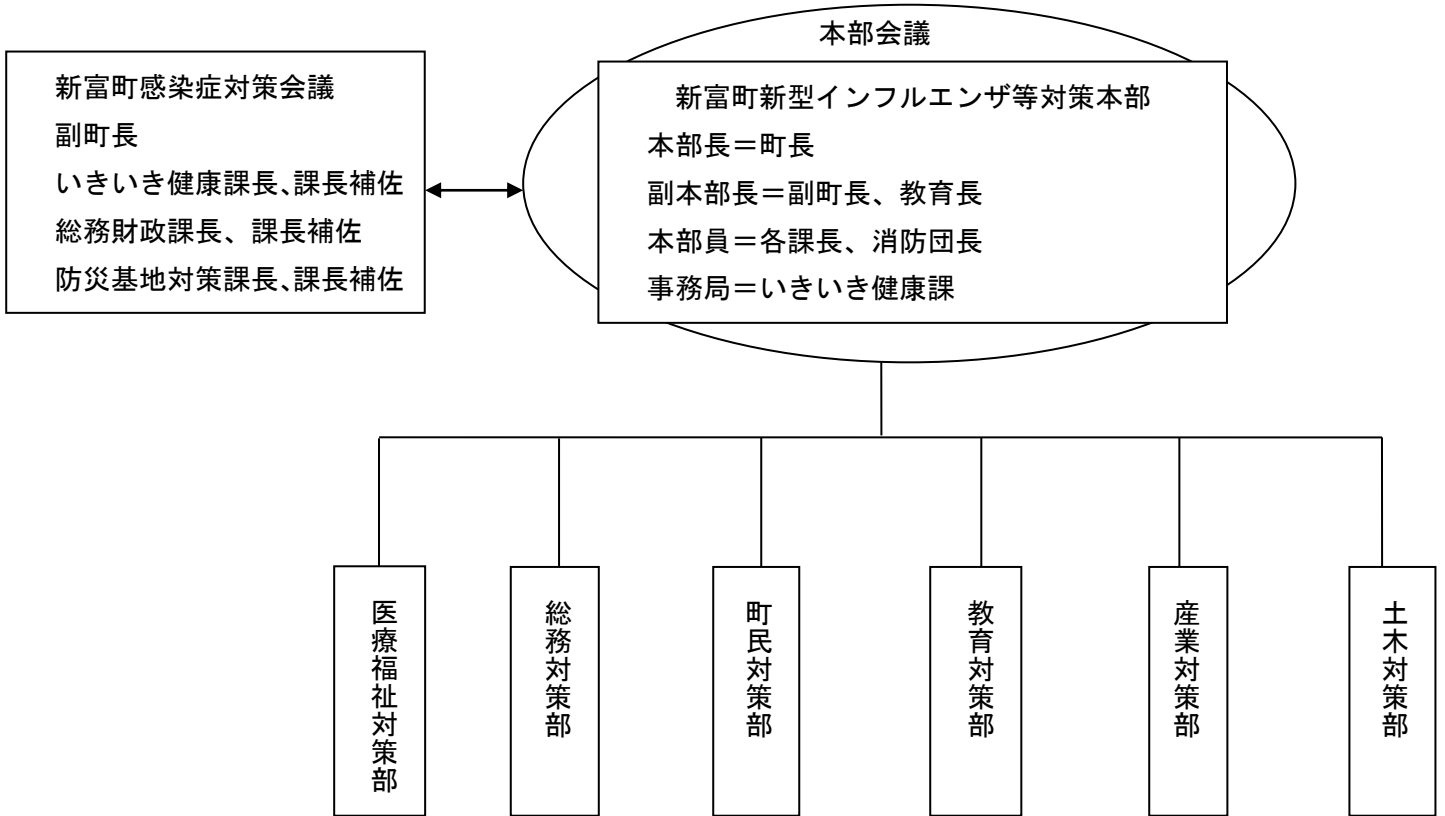 本部会議
新富町感染症対策会議
副町長
いきいき健康課長、課長補佐
総務財政課長、課長補佐
防災基地対策課長、課長補佐
新富町新型インフルエンザ等対策本部
本部長＝町長
副本部長＝副町長、教育長
本部員＝各課長、消防団長
事務局＝いきいき健康課
医療福祉対策部
総務対策部
町民対策部
教育対策部
産業対策部
土木対策部